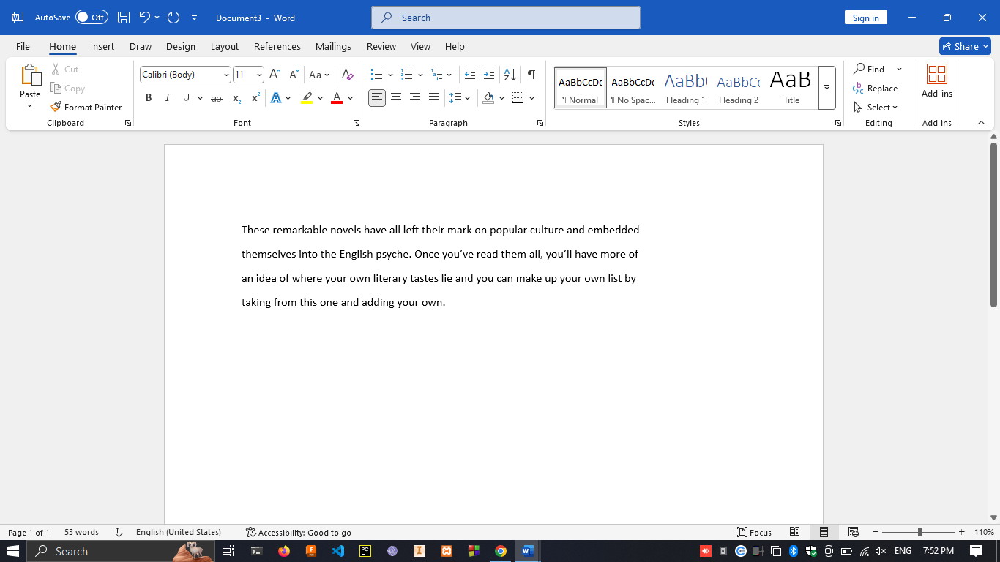 AutoSave Off Document3 - Word Search Sign in
File Home Insert Draw Design Layout References Mailings Review View Help Share
Paste Cut Copy Format Painter Clipboard
Calibri (Body) 11 Aa Font
Paragraph
AaBbCcDc ¶ Normal AaBbCcDc ¶ No Spac... AaBb( Heading 1 AaBbCc Heading 2 AaB Title Styles
Find Replace Select Editing
Add-ins Add-ins
These remarkable novels have all left their mark on popular culture and embedded
themselves into the English psyche. Once you’ve read them all, you’ll have more of
an idea of where your own literary tastes lie and you can make up your own list by
taking from this one and adding your own.
Page 1 of 1 53 words English (United States) Accessibility: Good to go Focus 110%
Search ENG 7:52 PM